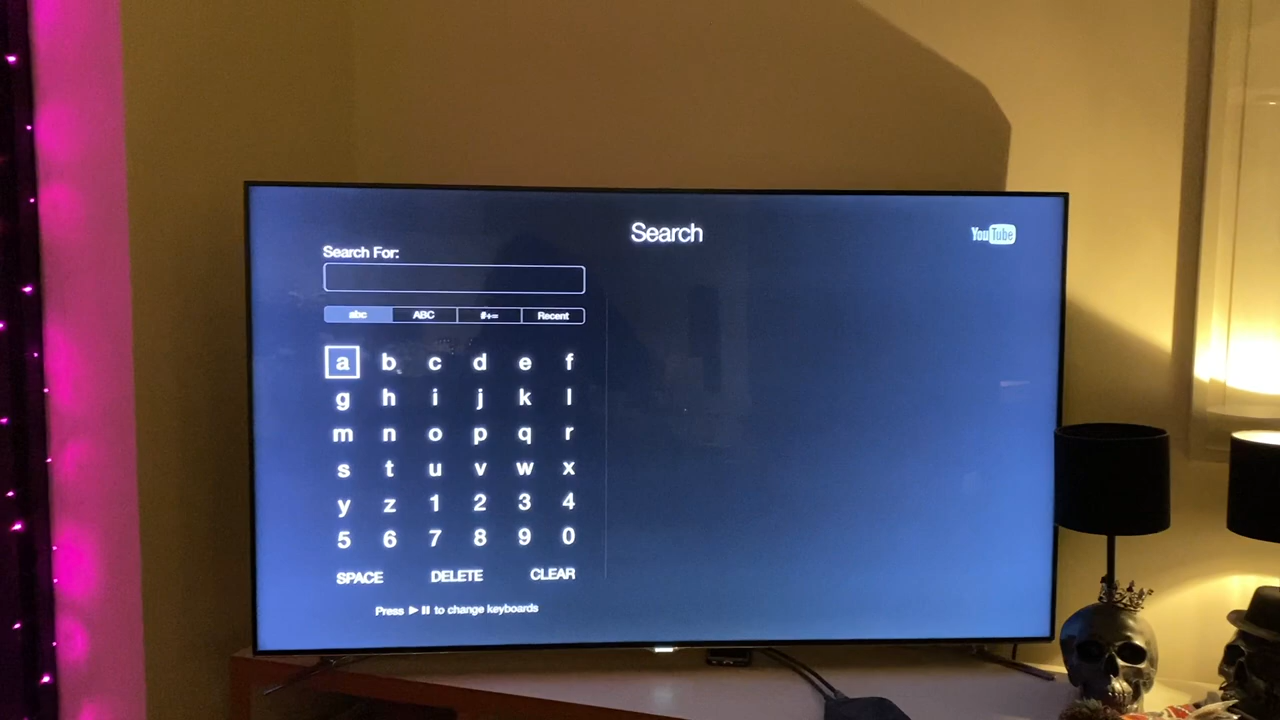 Search
YouTube
Search For:
abc ABC #+= Recent
a b c d e f
g h i j k l
m n o p q r
s t u v w x
y z 1 2 3 4
5 6 7 8 9 0
SPACE DELETE CLEAR
Press ▶❚❚ to change keyboards